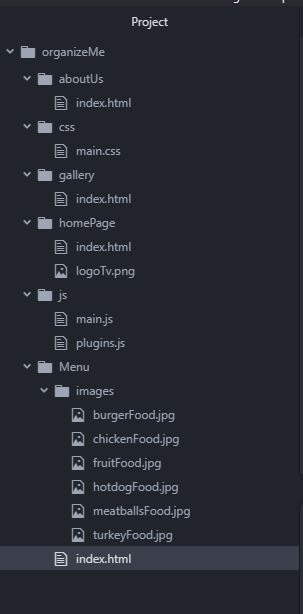 Project
organizeMe
aboutUs
index.html
css
main.css
gallery
index.html
homePage
index.html
logoTv.png
js
main.js
plugins.js
Menu
images
burgerFood.jpg
chickenFood.jpg
fruitFood.jpg
hotdogFood.jpg
meatballsFood.jpg
turkeyFood.jpg
index.html